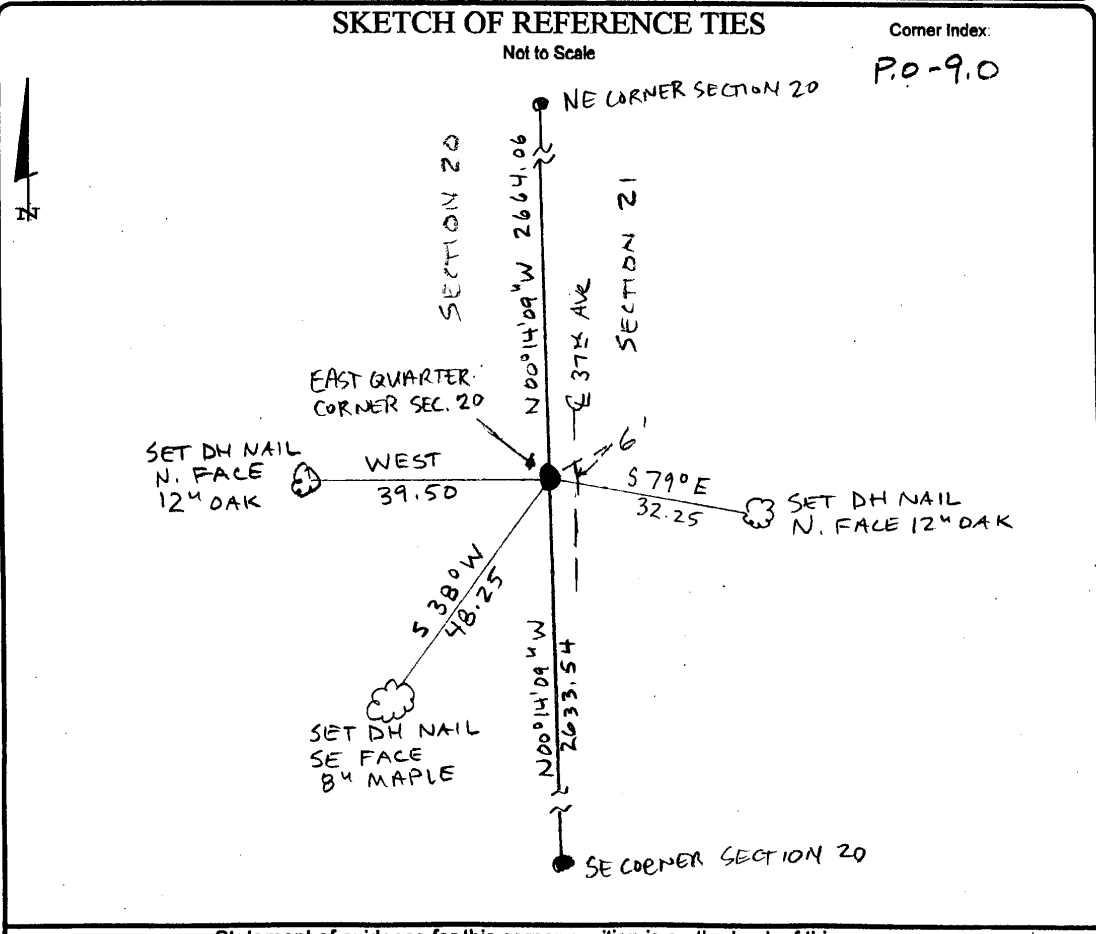 SKETCH OF REFERENCE TIES
Not to Scale
Corner Index:
P.0-9.0
NE CORNER SECTION 20
N
SECTION 20
N00°14'09"W 2664.06
℄ E 37TH AVE
SECTION 21
EAST QUARTER
CORNER SEC. 20
6'
SET DH NAIL
N. FACE
12" OAK
WEST
39.50
S 79° E
32.25
SET DH NAIL
N. FACE 12" OAK
S 38° W
48.25
N00°14'09"W
2633.54
SET DH NAIL
SE FACE
8" MAPLE
SE CORNER SECTION 20